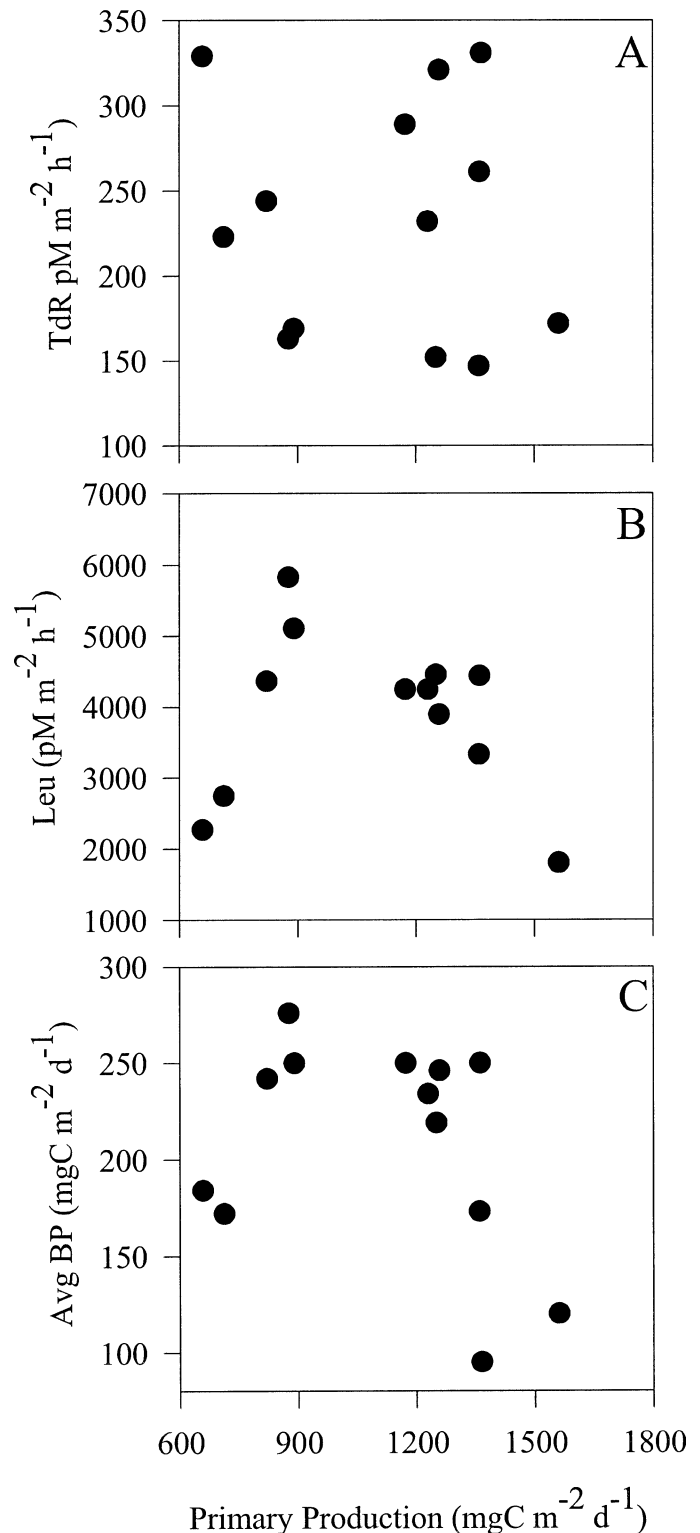 A
350
300
250
200
150
100
TdR pM m-2 h-1)
B
7000
6000
5000
4000
3000
2000
1000
Leu (pM m-2 h-1)
C
300
250
200
150
100
Avg BP (mgC m-2 d-1)
600 900 1200 1500 1800
Primary Production (mgC m-2 d-1)